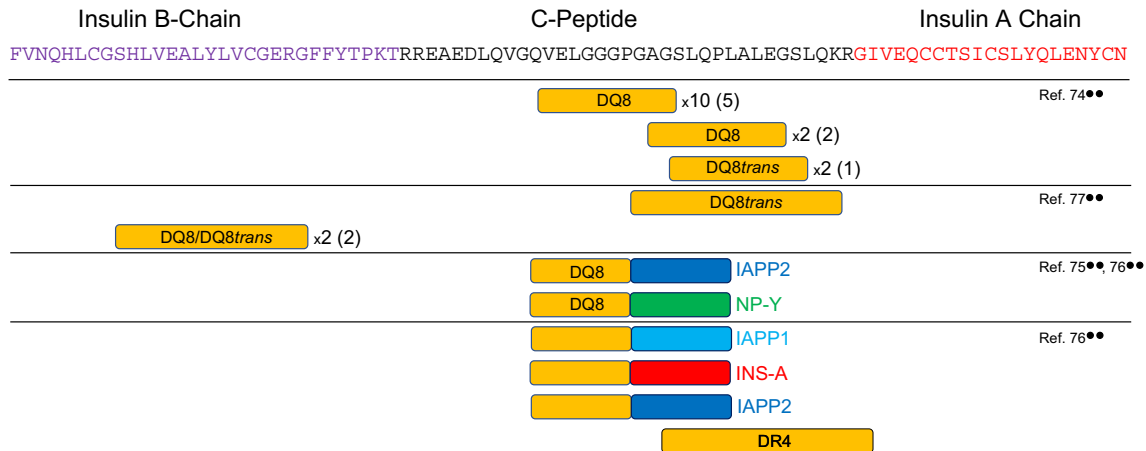 Insulin B-Chain C-Peptide Insulin A Chain
FVNQHLCGSHLVEALYLVCGERGFFYTPKTRREAEDLQVGQVELGGGPGAGSLQPLALEGSLQKRGIVEQCCTSICSLYQLENYCN
DQ8 x10 (5) Ref. 74●●
DQ8 x2 (2)
DQ8trans x2 (1)
DQ8trans Ref. 77●●
DQ8/DQ8trans x2 (2)
DQ8 IAPP2 Ref. 75●●, 76●●
DQ8 NP-Y
IAPP1 Ref. 76●●
INS-A
IAPP2
DR4